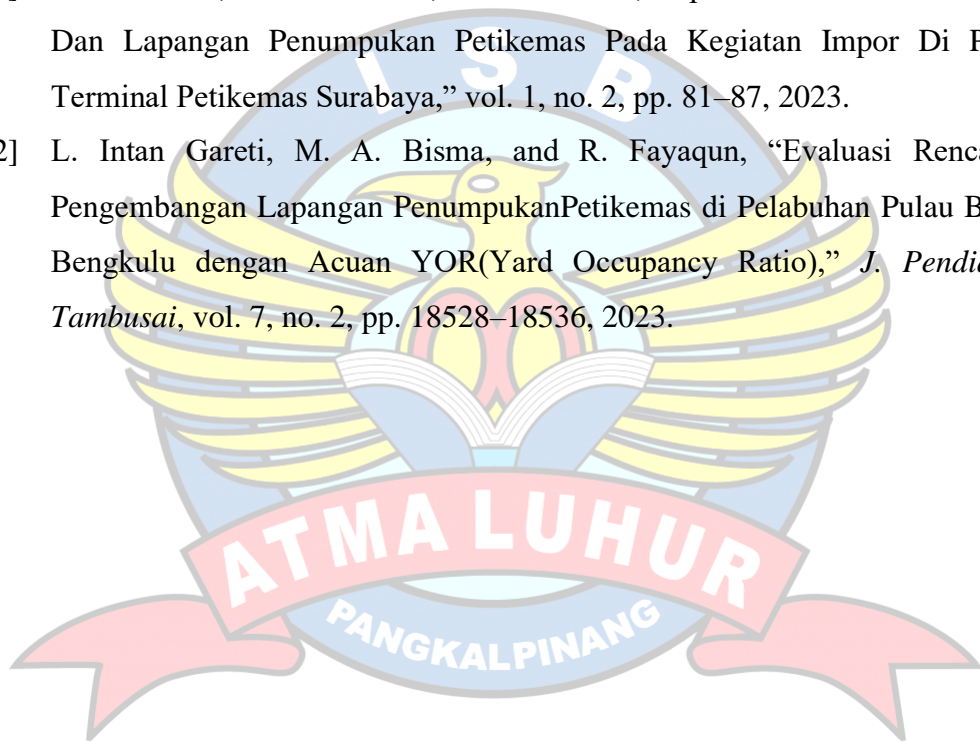 Dan Lapangan Penumpukan Petikemas Pada Kegiatan Impor Di
Terminal Petikemas Surabaya,” vol. 1, no. 2, pp. 81–87, 2023.
2] L. Intan Gareti, M. A. Bisma, and R. Fayaqun, “Evaluasi
Pengembangan Lapangan PenumpukanPetikemas di Pelabuhan Pulau
Bengkulu dengan Acuan YOR(Yard Occupancy Ratio),” J.
Tambusai, vol. 7, no. 2, pp. 18528–18536, 2023.
I S B
ATMA LUHUR
PANGKALPINANG